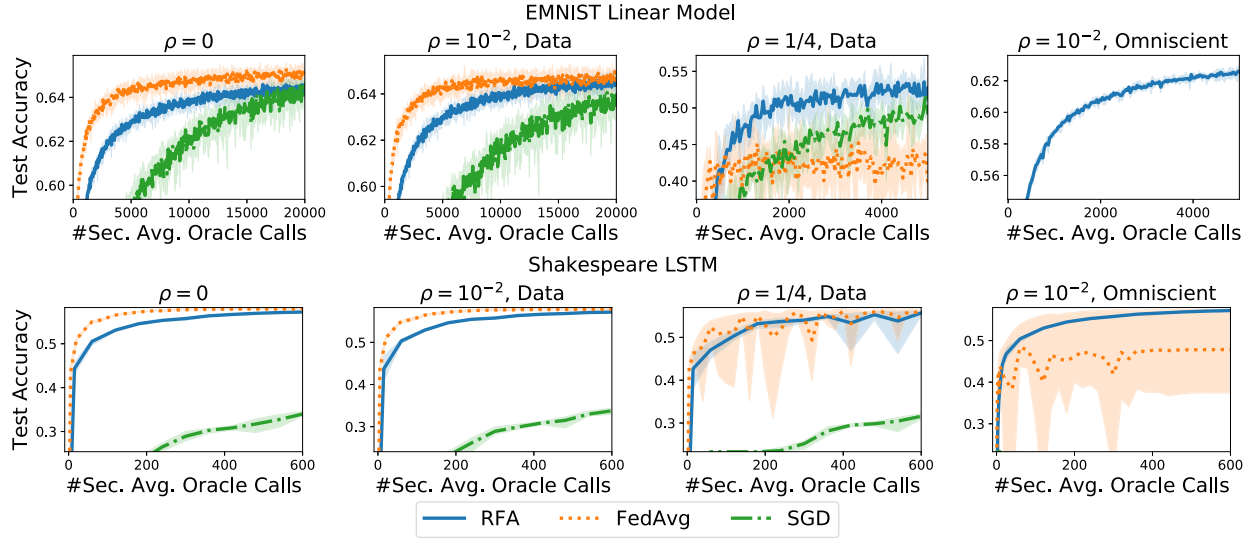 EMNIST Linear Model
ρ = 0
ρ = 10⁻², Data
ρ = 1/4, Data
ρ = 10⁻², Omniscient
Test Accuracy
0.64
0.62
0.60
0 5000 10000 15000 20000
#Sec. Avg. Oracle Calls
0.64
0.62
0.60
0 5000 10000 15000 20000
#Sec. Avg. Oracle Calls
0.55
0.50
0.45
0.40
0 2000 4000
#Sec. Avg. Oracle Calls
0.62
0.60
0.58
0.56
0 2000 4000
#Sec. Avg. Oracle Calls
Shakespeare LSTM
ρ = 0
ρ = 10⁻², Data
ρ = 1/4, Data
ρ = 10⁻², Omniscient
Test Accuracy
0.5
0.4
0.3
0 200 400 600
#Sec. Avg. Oracle Calls
0.5
0.4
0.3
0 200 400 600
#Sec. Avg. Oracle Calls
0.5
0.4
0.3
0 200 400 600
#Sec. Avg. Oracle Calls
0.5
0.4
0.3
0 200 400 600
#Sec. Avg. Oracle Calls
RFA FedAvg SGD